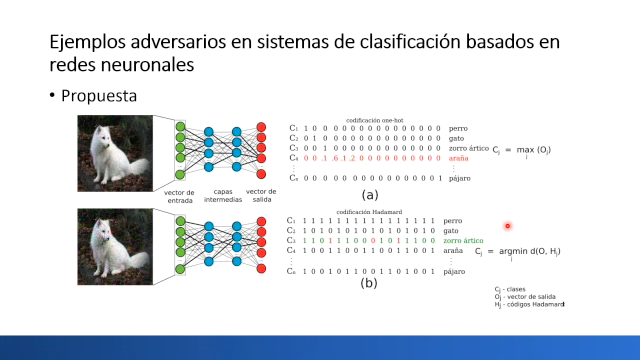 Ejemplos adversarios en sistemas de clasificación basados en
redes neuronales
• Propuesta
codificación one-hot
C₁ 1 0 0 0 0 0 0 0 0 0 0 0 0 0 0 0 perro
C₂ 0 1 0 0 0 0 0 0 0 0 0 0 0 0 0 0 gato
C₃ 0 0 1 0 0 0 0 0 0 0 0 0 0 0 0 0 zorro ártico
C₄ 0 0 .1 .6 .1 .2 0 0 0 0 0 0 0 0 0 0 araña
Cₙ 0 0 0 0 0 0 0 0 0 0 0 0 0 0 0 1 pájaro
Cⱼ = max (Oⱼ)
i
vector de entrada
capas intermedias
vector de salida
(a)
codificación Hadamard
C₁ 1 1 1 1 1 1 1 1 1 1 1 1 1 1 1 1 perro
C₂ 1 0 1 0 1 0 1 0 1 0 1 0 1 0 1 0 gato
C₃ 1 1 0 1 1 1 0 0 0 1 0 1 1 1 0 0 zorro ártico
C₄ 1 0 0 1 1 0 0 1 1 0 0 1 1 0 0 1 araña
Cₙ 1 0 0 1 0 1 1 0 0 1 1 0 1 0 0 1 pájaro
Cⱼ = argmin d(O, Hⱼ)
i
(b)
Cⱼ - clases
Oⱼ - vector de salida
Hⱼ - códigos Hadamard